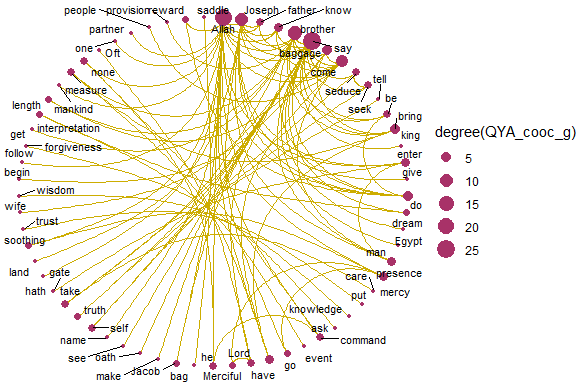 people
provision
reward
saddle
Joseph
father
know
Allah
brother
partner
say
baggage
one
Oft
come
none
seduce
tell
measure
seek
be
mankind
length
bring
interpretation
king
get
forgiveness
follow
enter
begin
give
wisdom
wife
do
trust
dream
soothing
Egypt
man
land
gate
presence
care
hath
take
put
mercy
truth
knowledge
self
ask
name
command
see
oath
he
Lord
event
make
Jacob
bag
Merciful
have
go
degree(QYA_cooc_g)
5
10
15
20
25